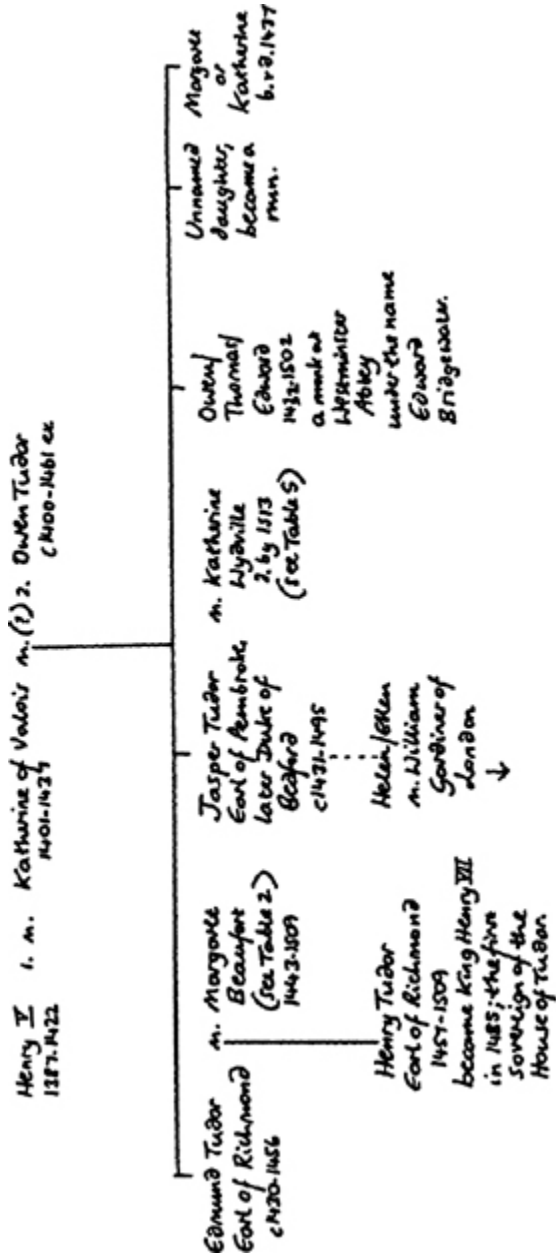 Henry V
1387-1422
1. m.
Katherine of Valois
1401-1437
m.(?) 2.
Owen Tudor
c1400-1461 ex
Edmund Tudor
Earl of Richmond
c1430-1456
m. Margaret
Beaufort
(see Table 2)
1443-1509
Jasper Tudor
Earl of Pembroke,
later Duke of
Bedford
c1431-1495
m. Katherine
Wydville
d. by 1513
(see Table 5)
Owen/
Thomas/
Edward
1432-1502
a monk at
Westminster
Abbey
under the name
Edward
Bridgewater.
Unnamed
daughter,
became a
nun.
Margaret
or
Katherine
b. & d. 1437
Henry Tudor
Earl of Richmond
1457-1509
became King Henry VII
in 1485; the first
Sovereign of the
House of Tudor
Helen/Ellen
m. William
Gardiner of
London